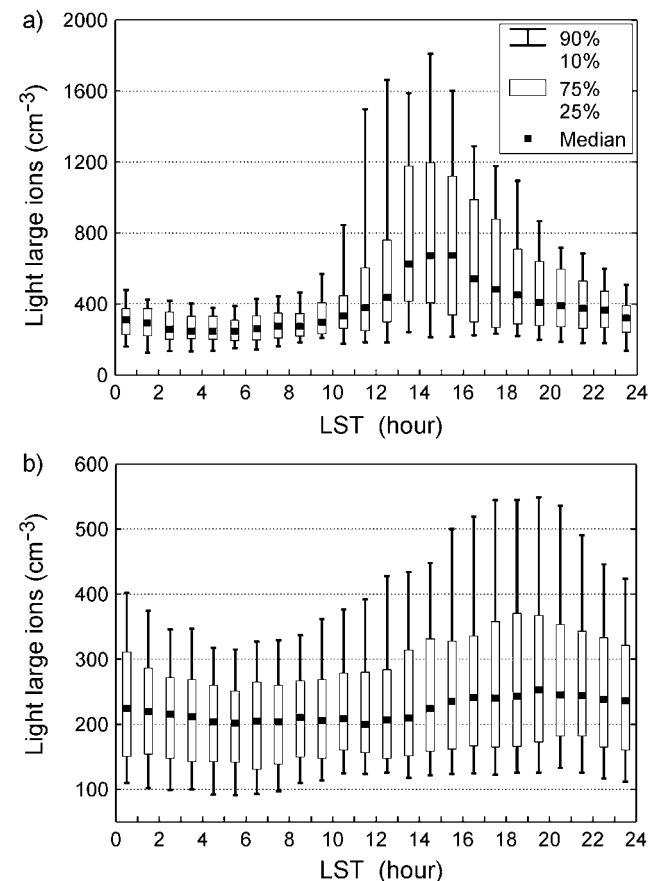 a)
Light large ions (cm⁻³)
2000
1600
1200
800
400
0
90%
10%
75%
25%
Median
0 2 4 6 8 10 12 14 16 18 20 22 24
LST (hour)
b)
Light large ions (cm⁻³)
600
500
400
300
200
100
0 2 4 6 8 10 12 14 16 18 20 22 24
LST (hour)